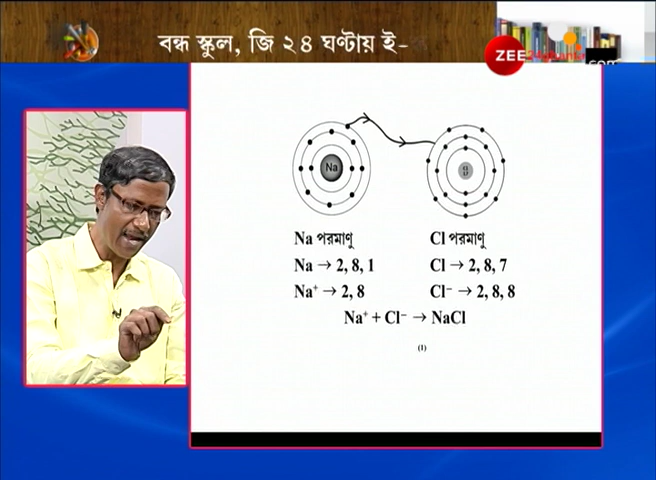 বন্ধ স্কুল, জি ২৪ ঘণ্টায় ই-
ZEE
.com
Na
Na পরমাণু
Cl পরমাণু
Na → 2, 8, 1
Cl → 2, 8, 7
Na⁺ → 2, 8
Cl⁻ → 2, 8, 8
Na⁺ + Cl⁻ → NaCl
(1)